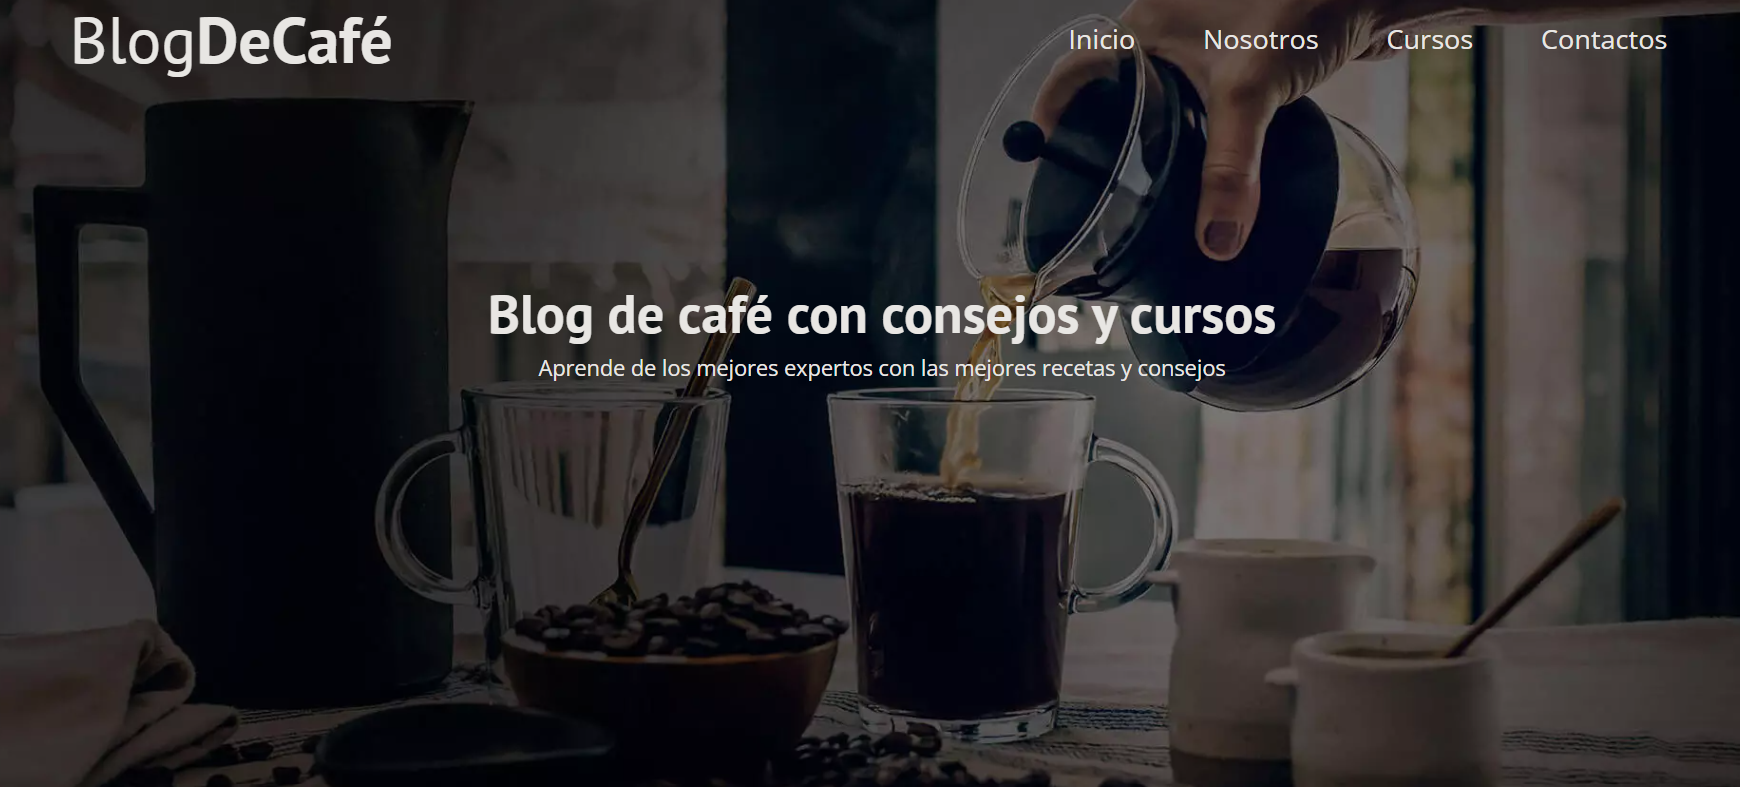 BlogDeCafé
Inicio Nosotros Cursos Contactos
Blog de café con consejos y cursos
Aprende de los mejores expertos con las mejores recetas y consejos